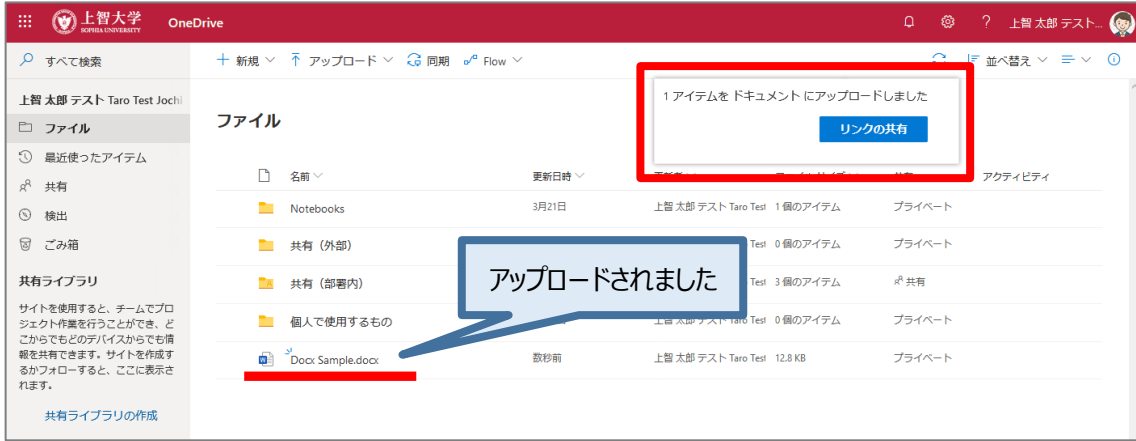 上智大学
SOPHIA UNIVERSITY
OneDrive
?
上智 太郎 テスト...
すべて検索
新規
アップロード
同期
Flow
並べ替え
1 アイテムを ドキュメント にアップロードしました
リンクの共有
上智 太郎 テスト Taro Test Jochi
ファイル
最近使ったアイテム
共有
検出
ごみ箱
共有ライブラリ
サイトを使用すると、チームでプロ
ジェクト作業を行うことができ、ど
こからでもどのデバイスからでも情
報を共有できます。サイトを作成す
るかフォローすると、ここに表示さ
れます。
共有ライブラリの作成
ファイル
名前 更新日時 アクティビティ
Notebooks 3月21日 上智 太郎 テスト Taro Test 1 個のアイテム プライベート
共有（外部） Test 0 個のアイテム プライベート
共有（部署内） Test 3 個のアイテム 共有
個人で使用するもの 上智 太郎 テスト Taro Test 0 個のアイテム プライベート
Docx Sample.docx 数秒前 上智 太郎 テスト Taro Test 12.8 KB プライベート
アップロードされました